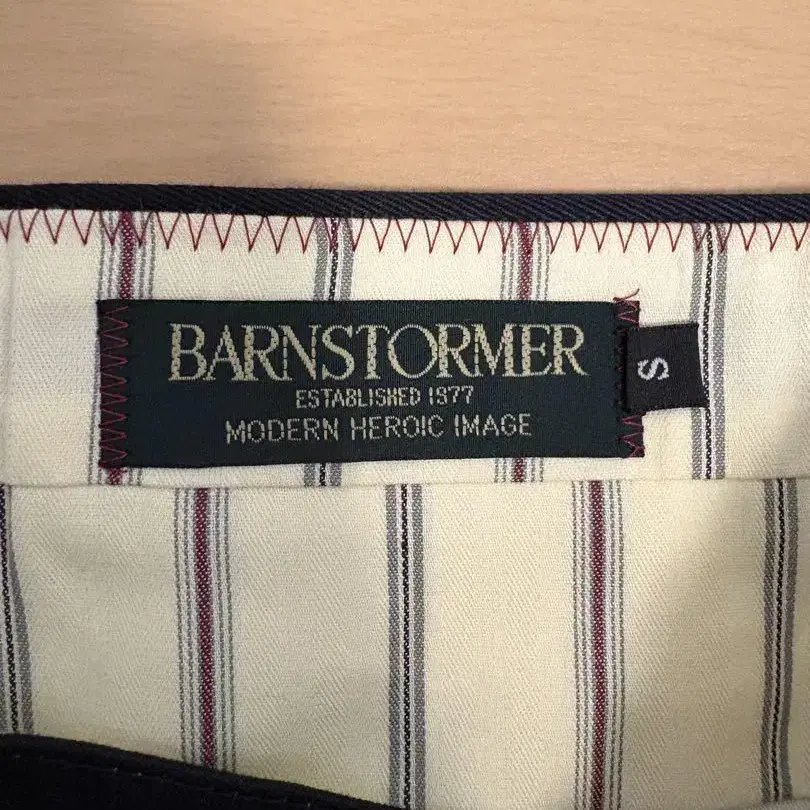 BARNSTORMER
ESTABLISHED 1977
MODERN HEROIC IMAGE
S